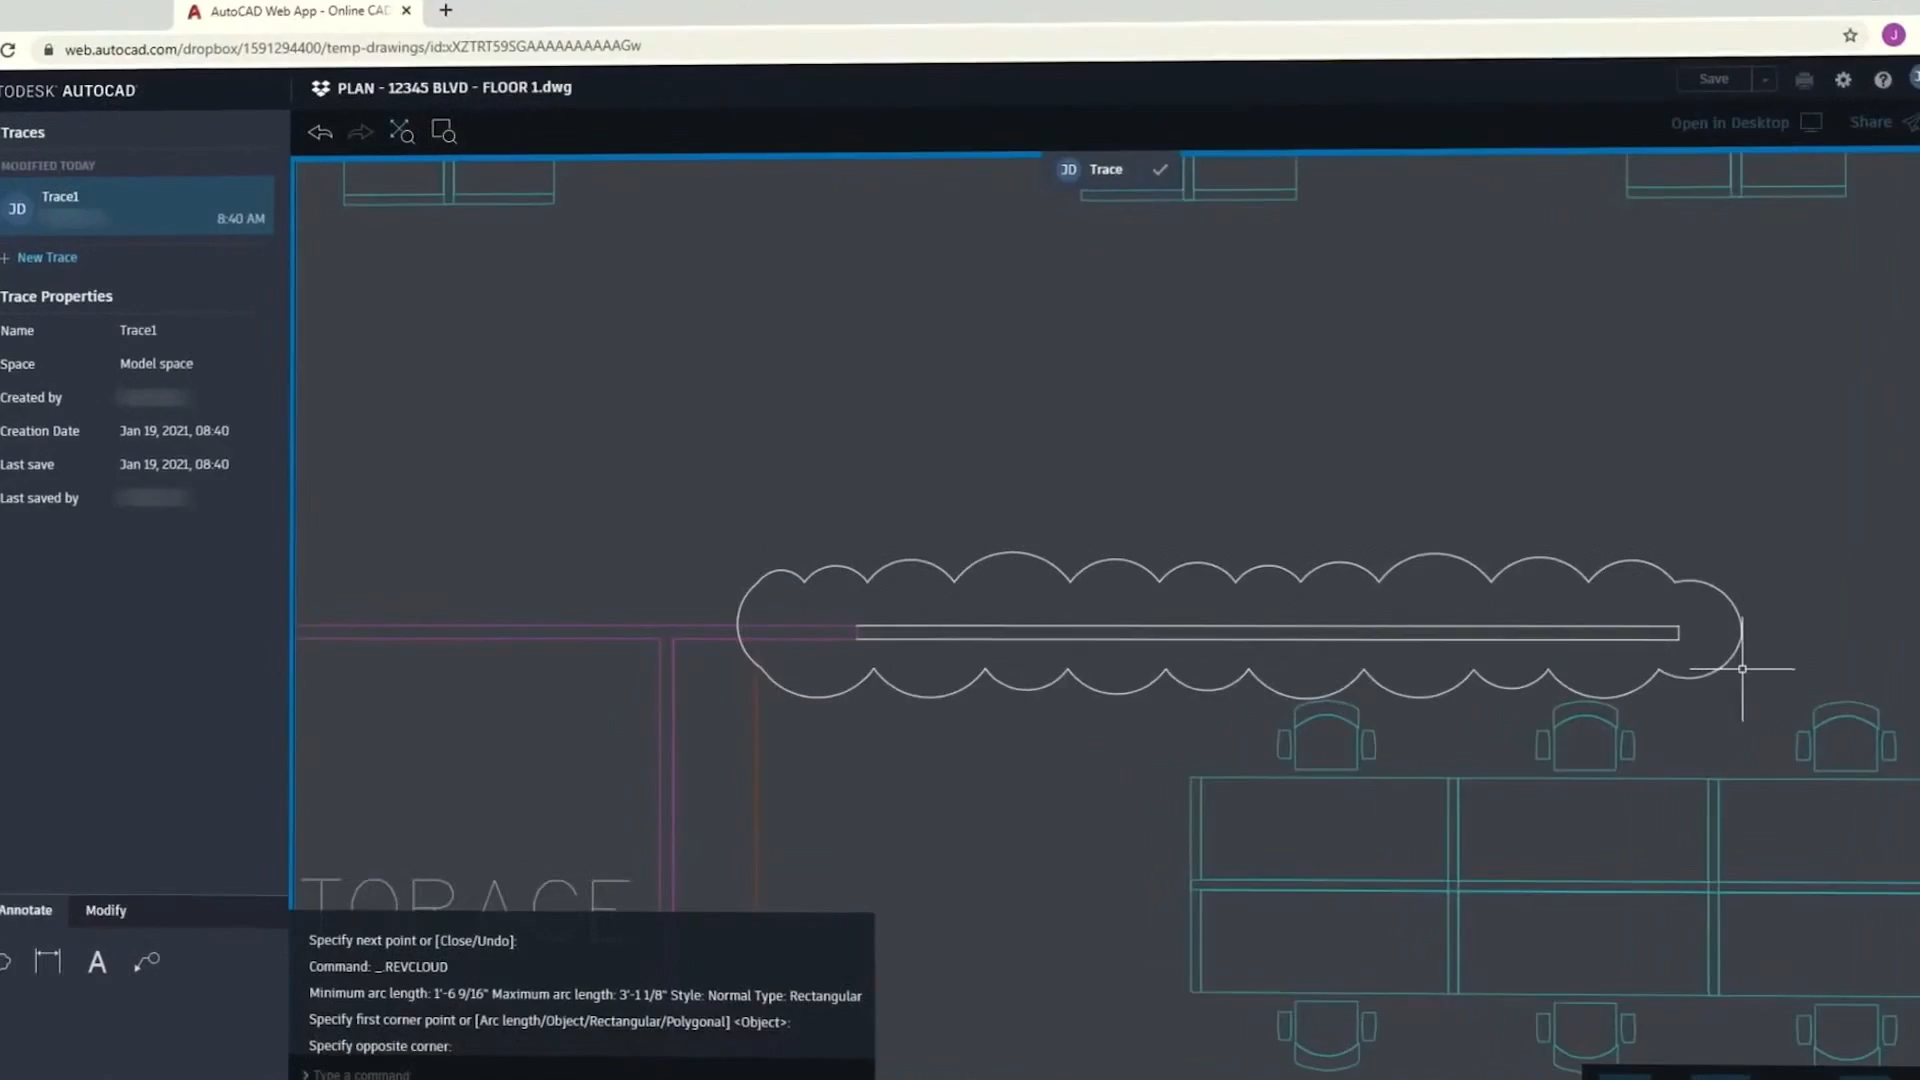 AutoCAD Web App - Online CAD
web.autocad.com/dropbox/1591294400/temp-drawings/id:xXZTRT59SGAAAAAAAAAAGw
J
TODESK AUTOCAD
PLAN - 12345 BLVD - FLOOR 1.dwg
Save
Open in Desktop
Share
Traces
MODIFIED TODAY
JD
Trace1
8:40 AM
JD
Trace
+ New Trace
Trace Properties
Name
Trace1
Space
Model space
Created by
Creation Date
Jan 19, 2021, 08:40
Last save
Jan 19, 2021, 08:40
Last saved by
TORAGE
Annotate
Modify
A
Specify next point or [Close/Undo]:
Command: _.REVCLOUD
Minimum arc length: 1'-6 9/16" Maximum arc length: 3'-1 1/8" Style: Normal Type: Rectangular
Specify first corner point or [Arc length/Object/Rectangular/Polygonal] <Object>:
Specify opposite corner:
Type a command